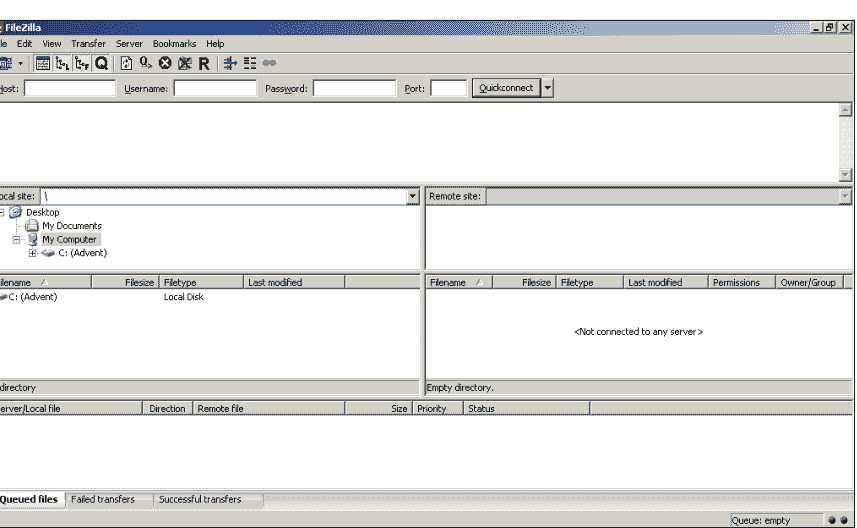 FileZilla
le Edit View Transfer Server Bookmarks Help
Host: Username: Password: Port: Quickconnect
ocal site: \ Remote site:
Desktop
My Documents
My Computer
C: (Advent)
ilename Filesize Filetype Last modified Filename Filesize Filetype Last modified Permissions Owner/Group
C: (Advent) Local Disk
<Not connected to any server>
directory Empty directory.
erver/Local file Direction Remote file Size Priority Status
Queued files Failed transfers Successful transfers
Queue: empty